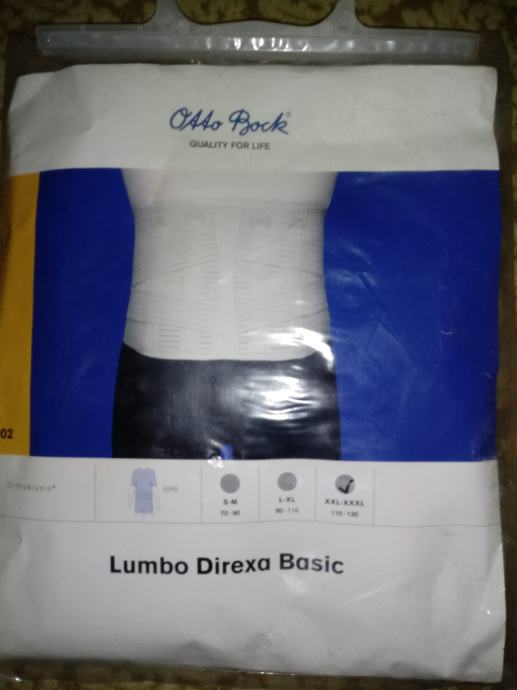 Otto Bock®
QUALITY FOR LIFE
02
Orthobionic®
(cm)
S-M
70-90
L-XL
90-110
XXL-XXXL
110-130
Lumbo Direxa Basic